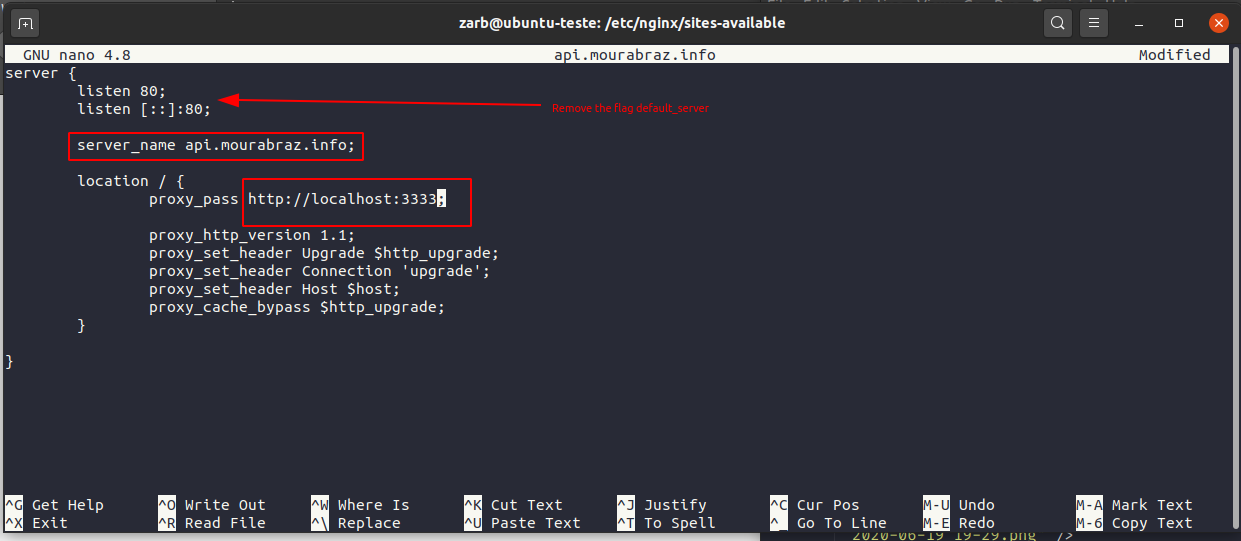 zarb@ubuntu-teste: /etc/nginx/sites-available
GNU nano 4.8 api.mourabraz.info Modified
server {
listen 80;
listen [::]:80;
Remove the flag default_server
server_name api.mourabraz.info;
location / {
proxy_pass http://localhost:3333;
proxy_http_version 1.1;
proxy_set_header Upgrade $http_upgrade;
proxy_set_header Connection 'upgrade';
proxy_set_header Host $host;
proxy_cache_bypass $http_upgrade;
}
}
^G Get Help ^O Write Out ^W Where Is ^K Cut Text ^J Justify ^C Cur Pos M-U Undo M-A Mark Text
^X Exit ^R Read File ^\ Replace ^U Paste Text ^T To Spell ^_ Go To Line M-E Redo M-6 Copy Text
2020-06-19 19-29.png" />